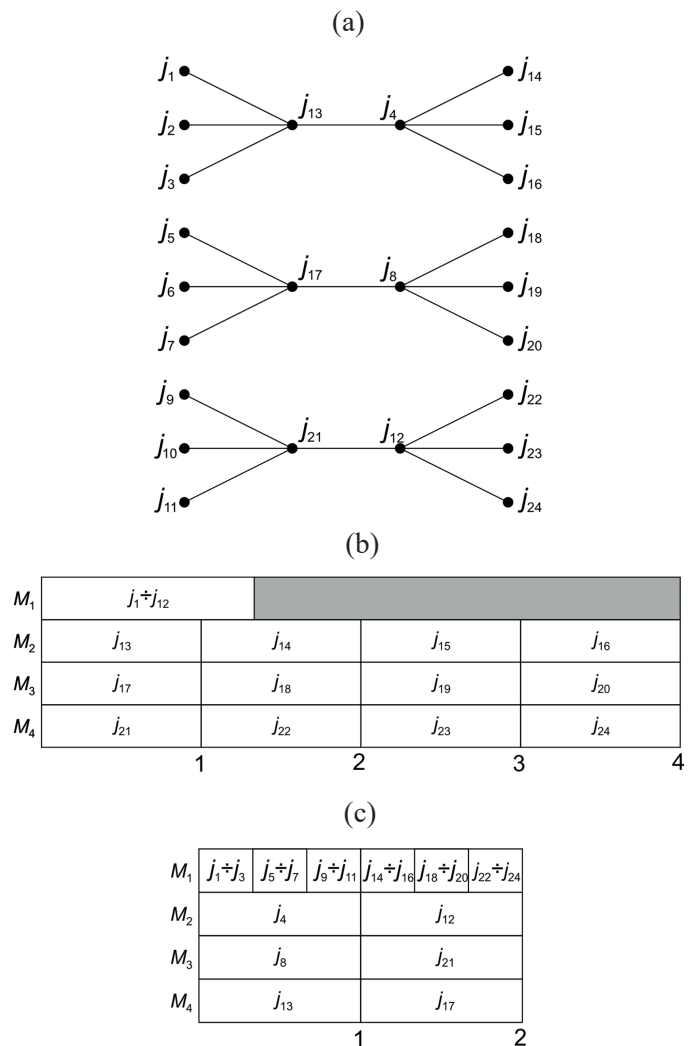 (a)
j₁ j₁₄
j₁₃ j₄
j₂ j₁₅
j₃ j₁₆
j₅ j₁₈
j₁₇ j₈
j₆ j₁₉
j₇ j₂₀
j₉ j₂₂
j₂₁ j₁₂
j₁₀ j₂₃
j₁₁ j₂₄
(b)
M₁ j₁÷j₁₂
M₂ j₁₃ j₁₄ j₁₅ j₁₆
M₃ j₁₇ j₁₈ j₁₉ j₂₀
M₄ j₂₁ j₂₂ j₂₃ j₂₄
1 2 3 4
(c)
M₁ j₁÷j₃ j₅÷j₇ j₉÷j₁₁ j₁₄÷j₁₆ j₁₈÷j₂₀ j₂₂÷j₂₄
M₂ j₄ j₁₂
M₃ j₈ j₂₁
M₄ j₁₃ j₁₇
1 2